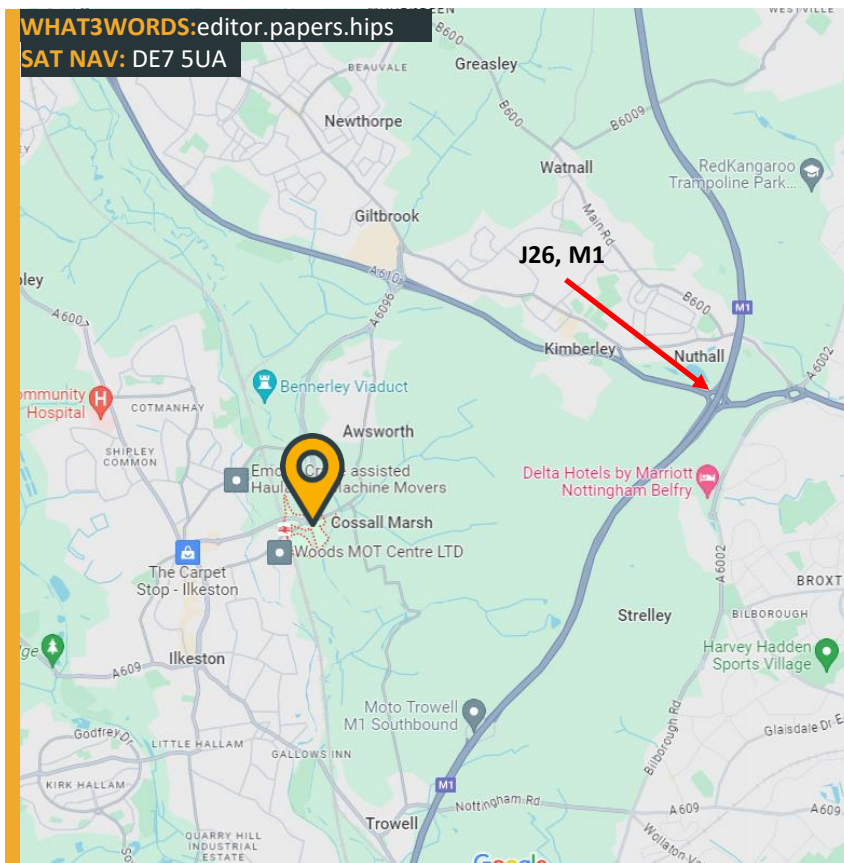 WHAT3WORDS:editor.papers.hips
SAT NAV: DE7 5UA
B600
WESTVILLE
BEAUVALE
Greasley
B600
B6009
Newthorpe
Watnall
RedKangaroo
Trampoline Park...
Main Rd
Giltbrook
J26, M1
A610
A6096
B600
M1
A6007
Kimberley
Nuthall
A6002
Bennerley Viaduct
Hospital
COTMANHAY
Awsworth
SHIPLEY
COMMON
assisted
Machine Movers
Delta Hotels by Marriott
Nottingham Belfry
Cossall Marsh
Woods MOT Centre LTD
The Carpet
Stop - Ilkeston
A6002
BROXT
Strelley
BILBOROUGH
Harvey Hadden
Sports Village
A609
Ilkeston
Moto Trowell
M1 Southbound
Bilborough Rd
Glaisdale Dr E
Godfrey Dr
LITTLE HALLAM
GALLOWS INN
KIRK HALLAM
M1
Nottingham Rd
A609
A609
Trowell
QUARRY HILL
INDUSTRIAL
ESTATE
Google